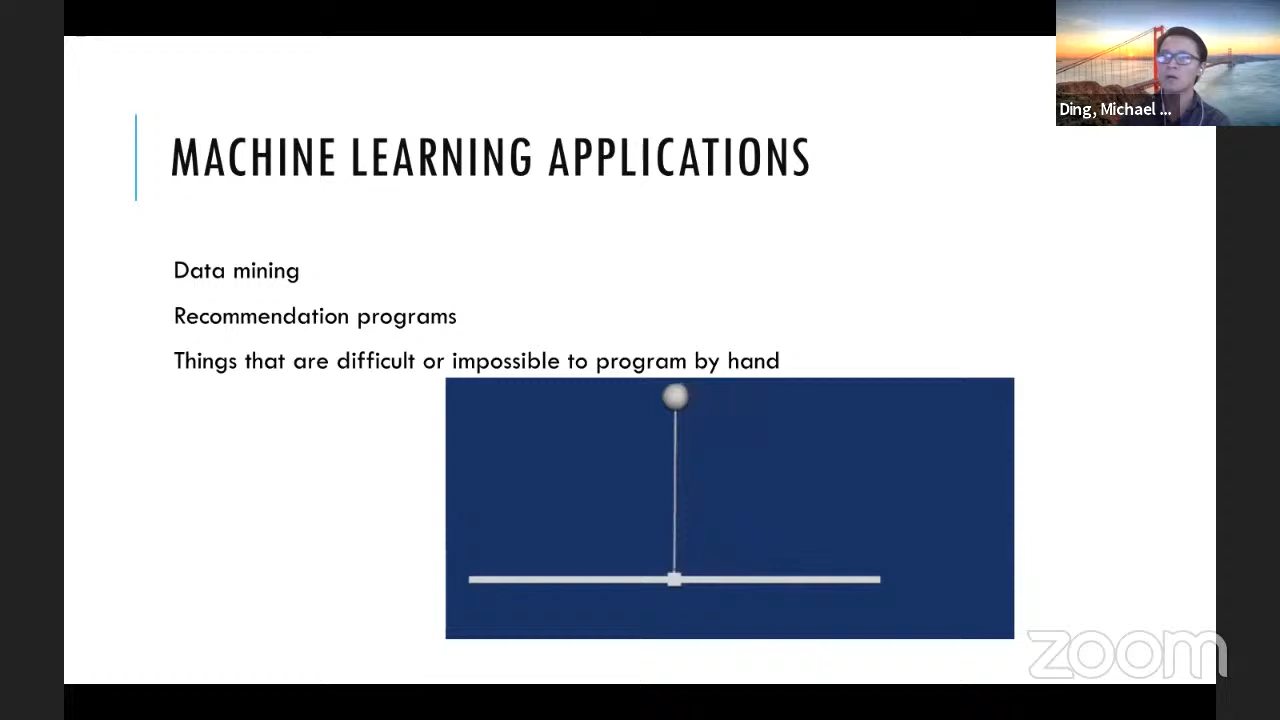 Ding, Michael ...
MACHINE LEARNING APPLICATIONS
Data mining
Recommendation programs
Things that are difficult or impossible to program by hand
zoom